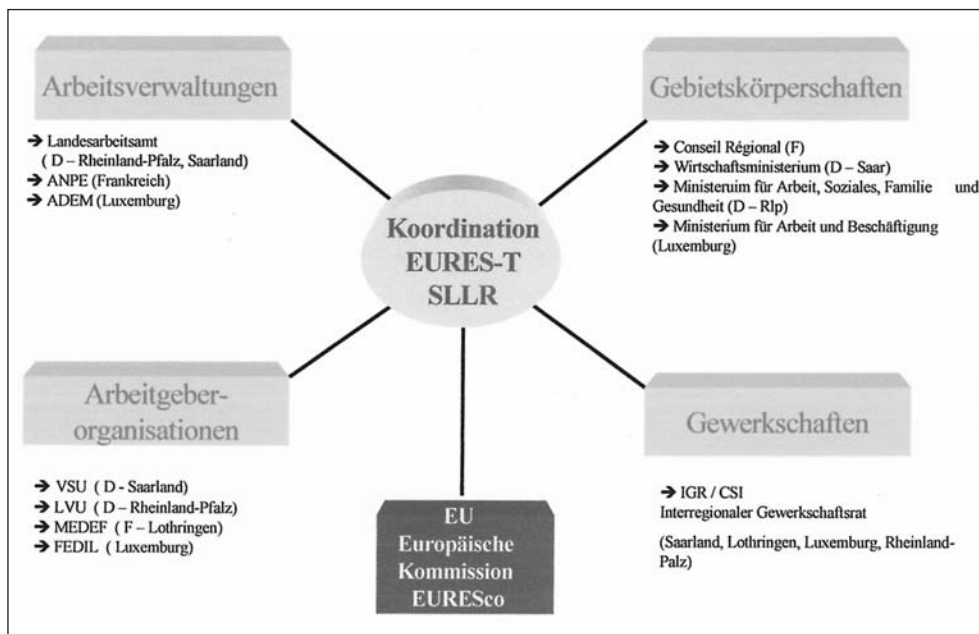 Arbeitsverwaltungen
➔ Landesarbeitsamt
( D – Rheinland-Pfalz, Saarland)
➔ ANPE (Frankreich)
➔ ADEM (Luxemburg)
Gebietskörperschaften
➔ Conseil Régional (F)
➔ Wirtschaftsministerium (D – Saar)
➔ Ministeruim für Arbeit, Soziales, Familie und
Gesundheit (D – Rlp)
➔ Ministerium für Arbeit und Beschäftigung
(Luxemburg)
Koordination
EURES-T
SLLR
Arbeitgeber-
organisationen
➔ VSU ( D - Saarland)
➔ LVU ( D – Rheinland-Pfalz)
➔ MEDEF ( F – Lothringen)
➔ FEDIL ( Luxemburg)
EU
Europäische
Kommission
EURESco
Gewerkschaften
➔ IGR / CSI
Interregionaler Gewerkschaftsrat
(Saarland, Lothringen, Luxemburg, Rheinland-
Palz)